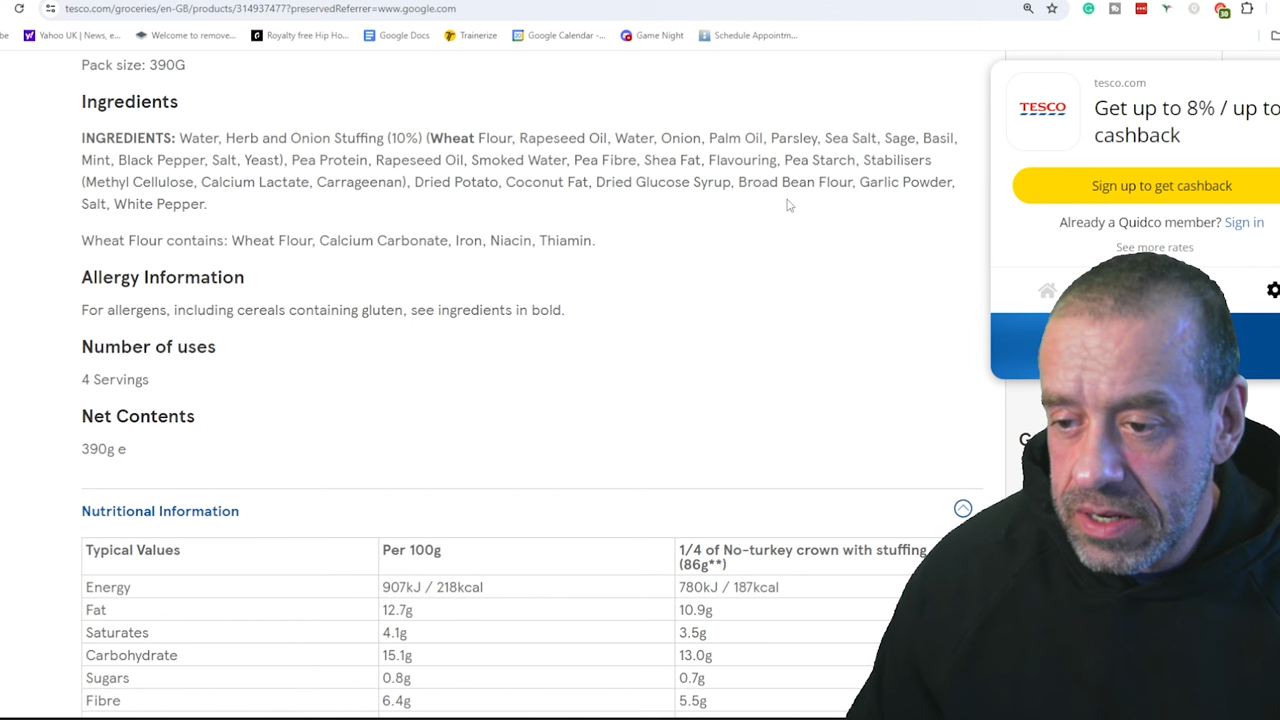 tesco.com/groceries/en-GB/products/314937477?preservedReferrer=www.google.com
30
be Yahoo UK | News, e... Welcome to remove... Royalty free Hip Ho... Google Docs Trainerize Google Calendar -... Game Night Schedule Appointm...
Pack size: 390G
Ingredients
INGREDIENTS: Water, Herb and Onion Stuffing (10%) (Wheat Flour, Rapeseed Oil, Water, Onion, Palm Oil, Parsley, Sea Salt, Sage, Basil,
Mint, Black Pepper, Salt, Yeast), Pea Protein, Rapeseed Oil, Smoked Water, Pea Fibre, Shea Fat, Flavouring, Pea Starch, Stabilisers
(Methyl Cellulose, Calcium Lactate, Carrageenan), Dried Potato, Coconut Fat, Dried Glucose Syrup, Broad Bean Flour, Garlic Powder,
Salt, White Pepper.
Wheat Flour contains: Wheat Flour, Calcium Carbonate, Iron, Niacin, Thiamin.
Allergy Information
For allergens, including cereals containing gluten, see ingredients in bold.
Number of uses
4 Servings
Net Contents
390g e
Nutritional Information
Typical Values Per 100g 1/4 of No-turkey crown with stuffing
(86g**)
Energy 907kJ / 218kcal 780kJ / 187kcal
Fat 12.7g 10.9g
Saturates 4.1g 3.5g
Carbohydrate 15.1g 13.0g
Sugars 0.8g 0.7g
Fibre 6.4g 5.5g
TESCO
tesco.com
Get up to 8% / up to
cashback
Sign up to get cashback
Already a Quidco member? Sign in
See more rates